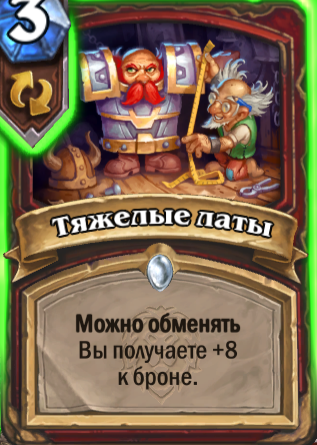 3
Тяжелые латы
Можно обменять
Вы получаете +8
к броне.